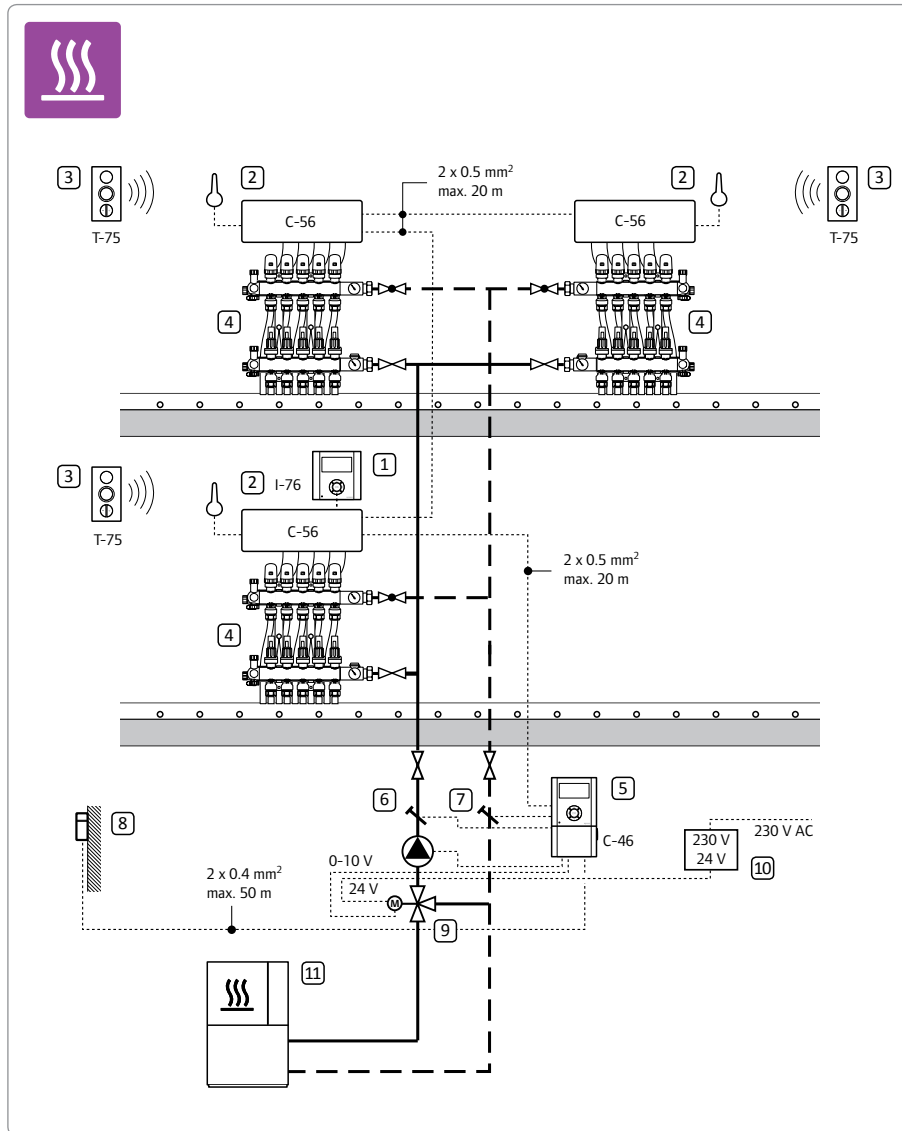 2 x 0.5 mm²
max. 20 m
3
2
2
3
C-56
C-56
T-75
T-75
4
4
1
3
2
I-76
T-75
C-56
2 x 0.5 mm²
max. 20 m
4
5
6
7
8
C-46
230 V AC
230 V
24 V
10
0-10 V
2 x 0.4 mm²
max. 50 m
24 V
M
9
11